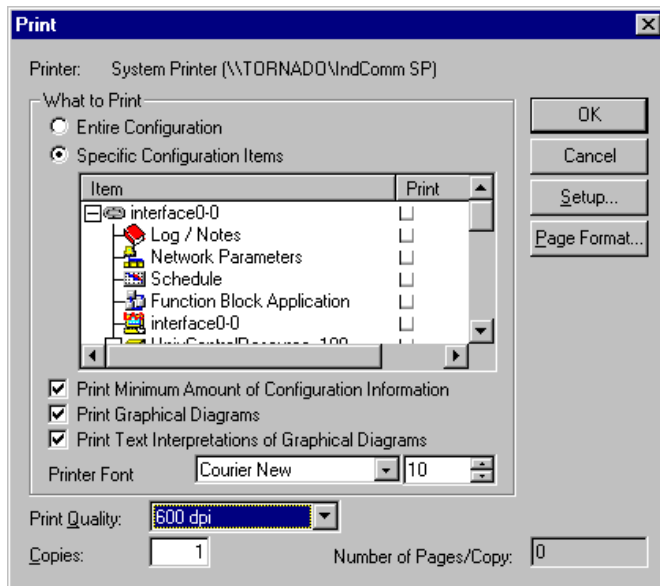 Print
Printer: System Printer (\\TORNADO\IndComm SP)
What to Print
Entire Configuration
Specific Configuration Items
Item Print
interface0-0
Log / Notes
Network Parameters
Schedule
Function Block Application
interface0-0
Print Minimum Amount of Configuration Information
Print Graphical Diagrams
Print Text Interpretations of Graphical Diagrams
Printer Font Courier New 10
Print Quality: 600 dpi
Copies: 1 Number of Pages/Copy: 0
OK
Cancel
Setup...
Page Format...